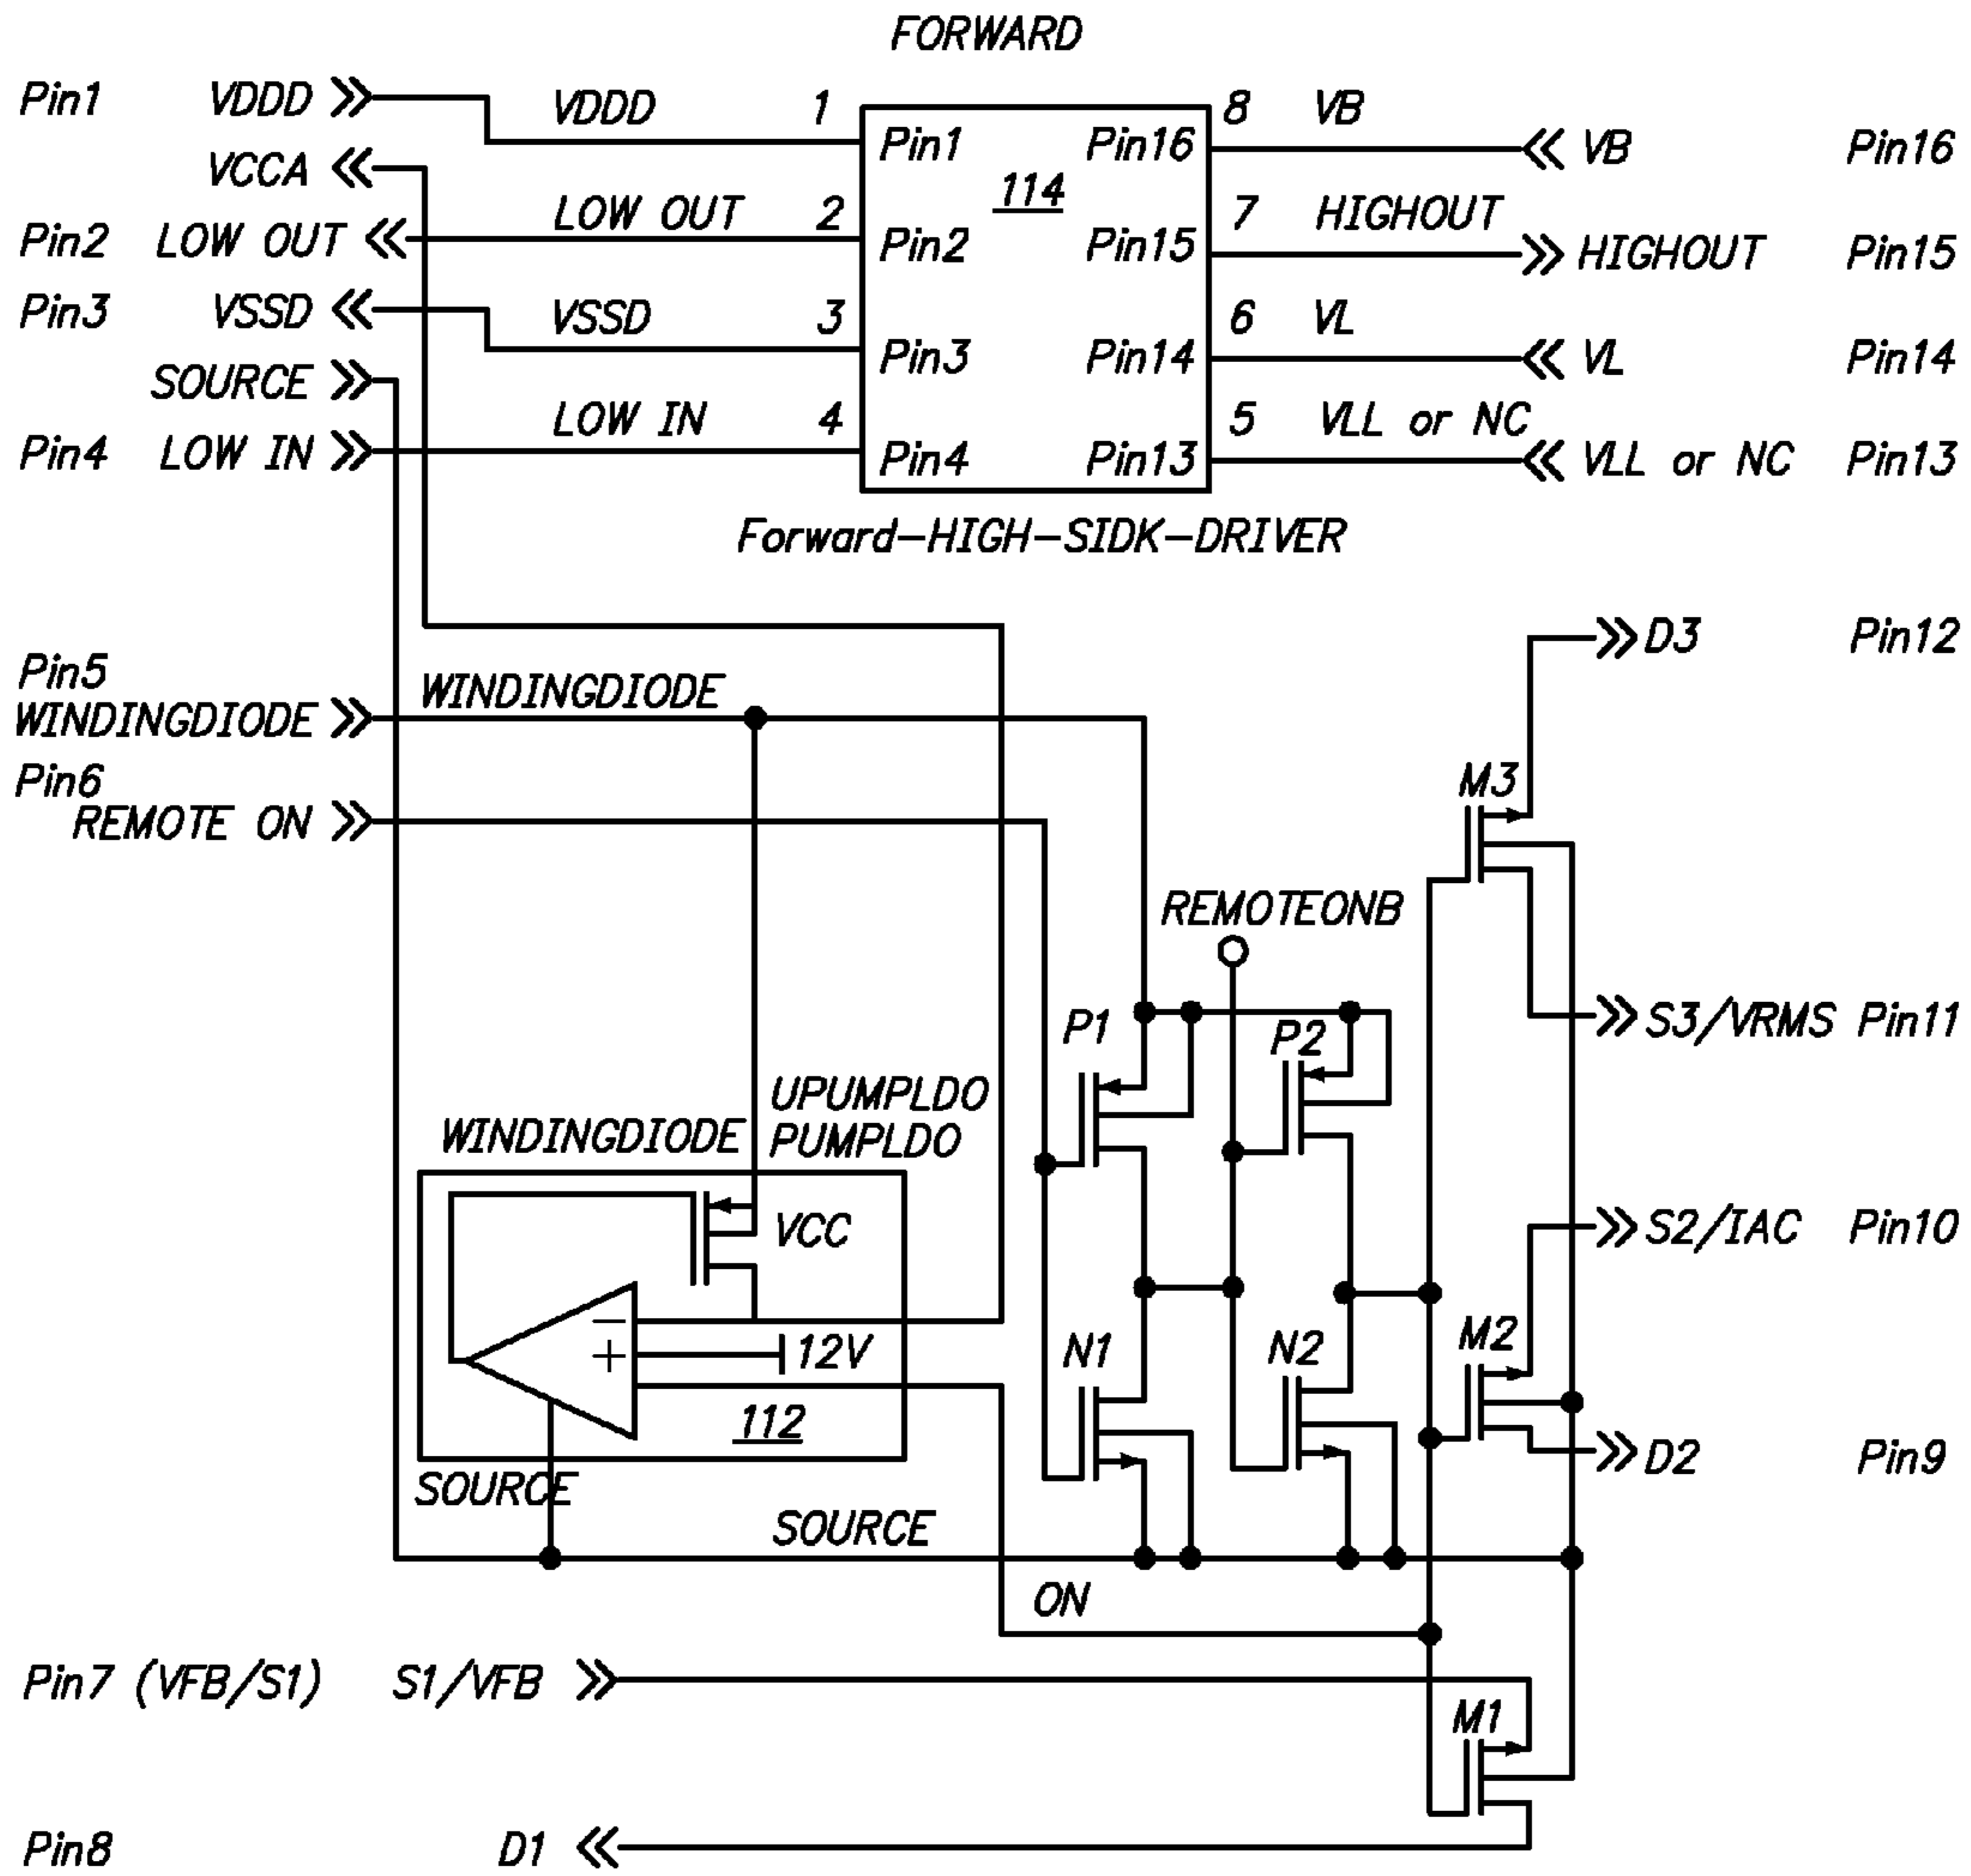 FORWARD
Pin1 VDDD VDDD 1 Pin1 Pin16 8 VB VB Pin16
VCCA
114
Pin2 LOW OUT LOW OUT 2 Pin2 Pin15 7 HIGHOUT HIGHOUT Pin15
Pin3 VSSD VSSD 3 Pin3 Pin14 6 VL VL Pin14
SOURCE
Pin4 LOW IN LOW IN 4 Pin4 Pin13 5 VLL or NC VLL or NC Pin13
Forward-HIGH-SIDK-DRIVER
D3 Pin12
Pin5
WINDINGDIODE WINDINGDIODE
Pin6
REMOTE ON
M3
REMOTEONB
P1 P2
S3/VRMS Pin11
UPUMPLDO
WINDINGDIODE PUMPLDO
VCC
S2/IAC Pin10
−
+ 12V
N1 N2 M2
112
D2 Pin9
SOURCE
SOURCE
ON
Pin7 (VFB/S1) S1/VFB
M1
Pin8 D1